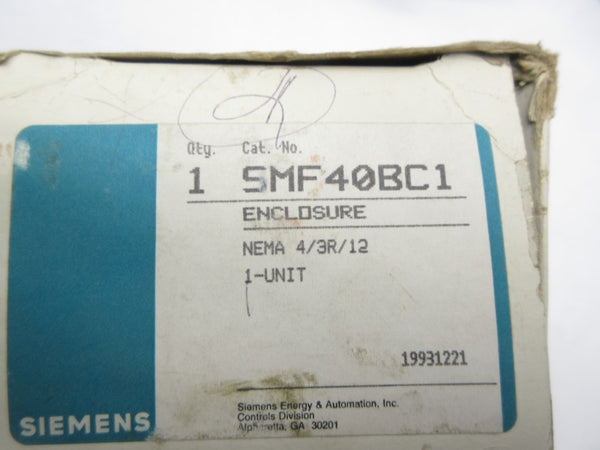 Qty. Cat. No.
1 SMF40BC1
ENCLOSURE
NEMA 4/3R/12
1-UNIT
19931221
SIEMENS
Siemens Energy & Automation, Inc.
Controls Division
Alpharetta, GA 30201